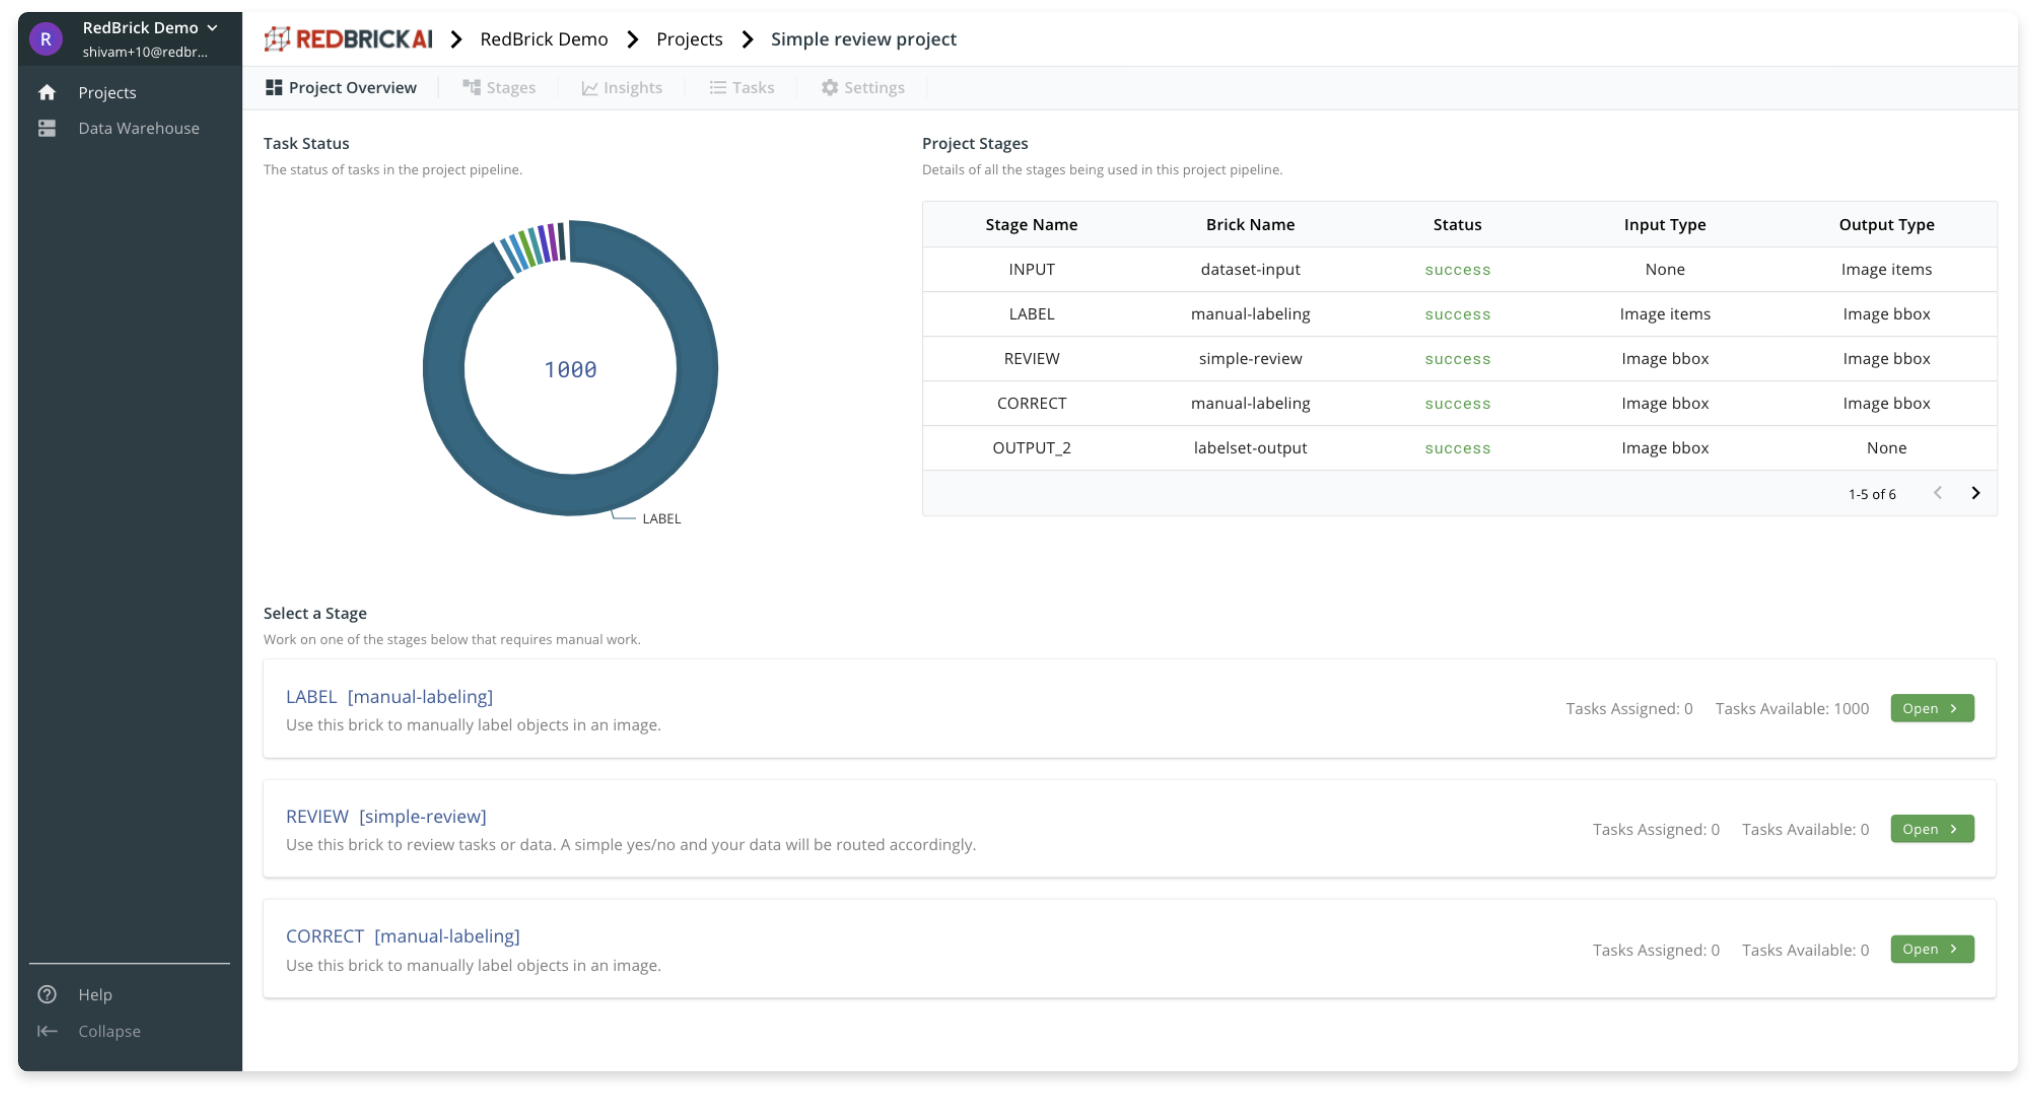 R
RedBrick Demo
shivam+10@redbr...
Projects
Data Warehouse
Help
Collapse
REDBRICKAI RedBrick Demo Projects Simple review project
Project Overview Stages Insights Tasks Settings
Task Status
The status of tasks in the project pipeline.
1000
LABEL
Project Stages
Details of all the stages being used in this project pipeline.
Stage Name Brick Name Status Input Type Output Type
INPUT dataset-input success None Image items
LABEL manual-labeling success Image items Image bbox
REVIEW simple-review success Image bbox Image bbox
CORRECT manual-labeling success Image bbox Image bbox
OUTPUT_2 labelset-output success Image bbox None
1-5 of 6
Select a Stage
Work on one of the stages below that requires manual work.
LABEL [manual-labeling]
Use this brick to manually label objects in an image.
Tasks Assigned: 0 Tasks Available: 1000 Open
REVIEW [simple-review]
Use this brick to review tasks or data. A simple yes/no and your data will be routed accordingly.
Tasks Assigned: 0 Tasks Available: 0 Open
CORRECT [manual-labeling]
Use this brick to manually label objects in an image.
Tasks Assigned: 0 Tasks Available: 0 Open